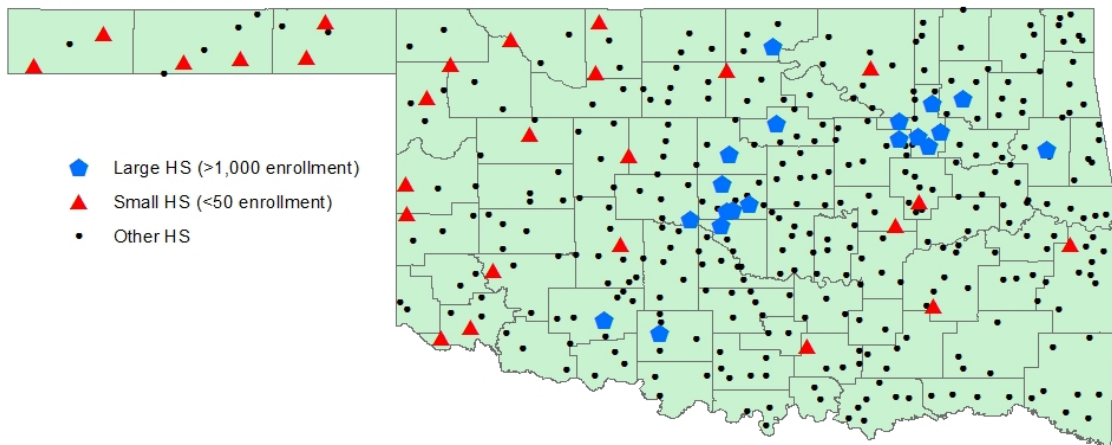 Large HS (>1,000 enrollment)
Small HS (<50 enrollment)
Other HS